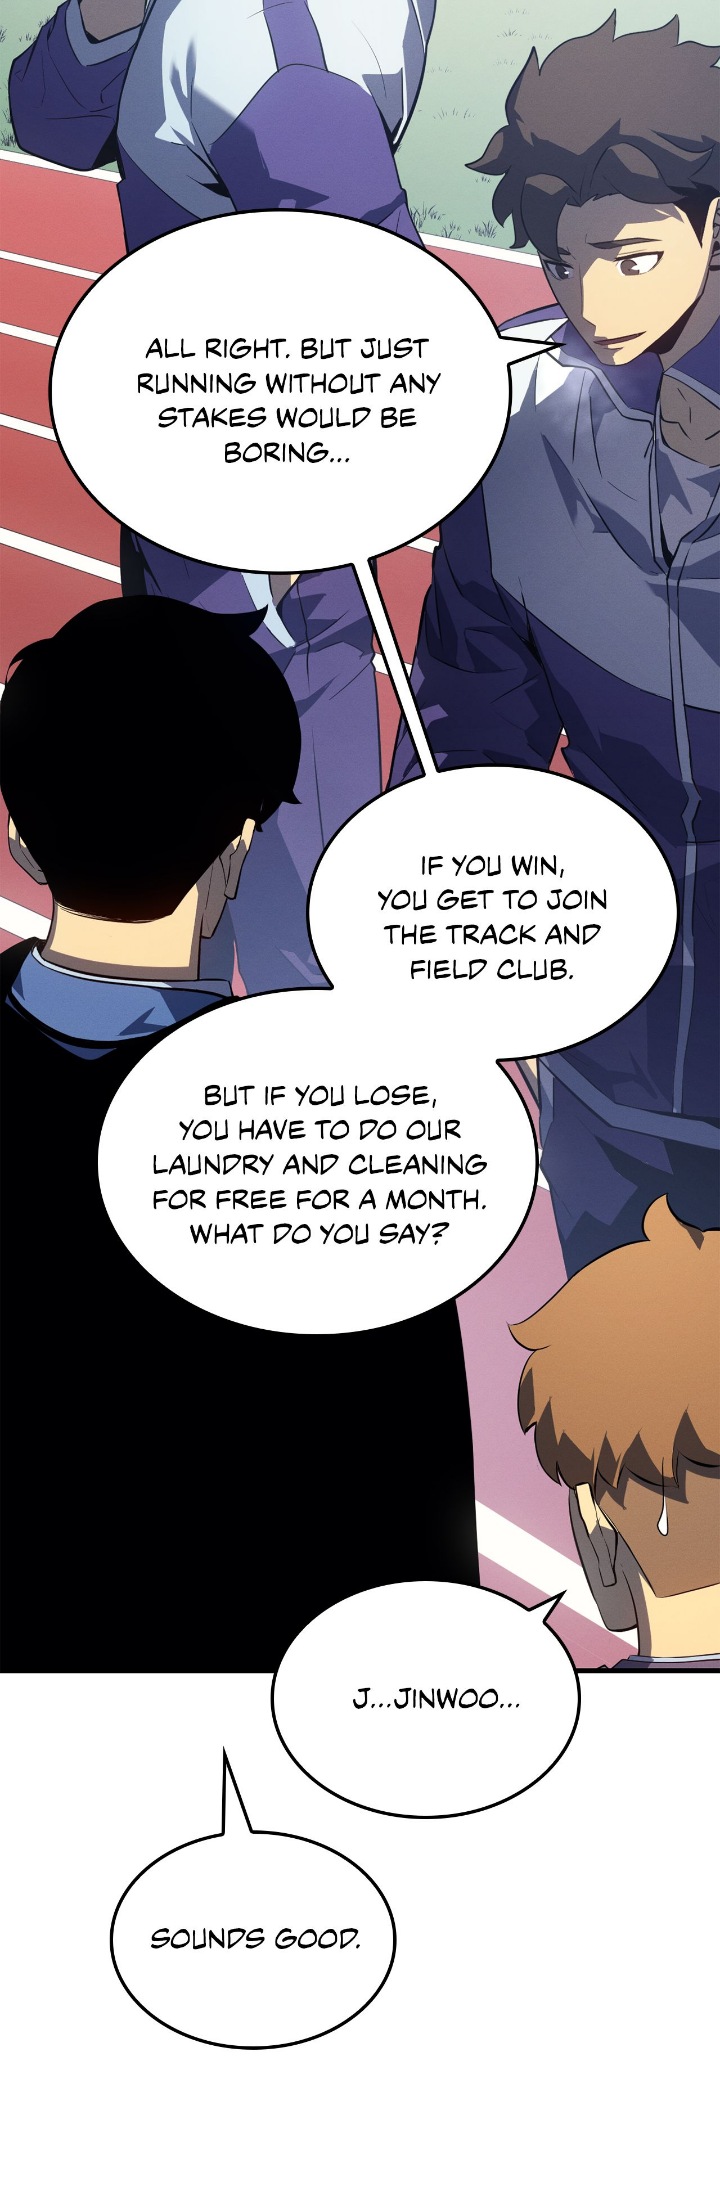 ALL RIGHT. BUT JUST
RUNNING WITHOUT ANY
STAKES WOULD BE
BORING...
IF YOU WIN,
YOU GET TO JOIN
THE TRACK AND
FIELD CLUB.
BUT IF YOU LOSE,
YOU HAVE TO DO OUR
LAUNDRY AND CLEANING
FOR FREE FOR A MONTH.
WHAT DO YOU SAY?
J...JINWOO...
SOUNDS GOOD.